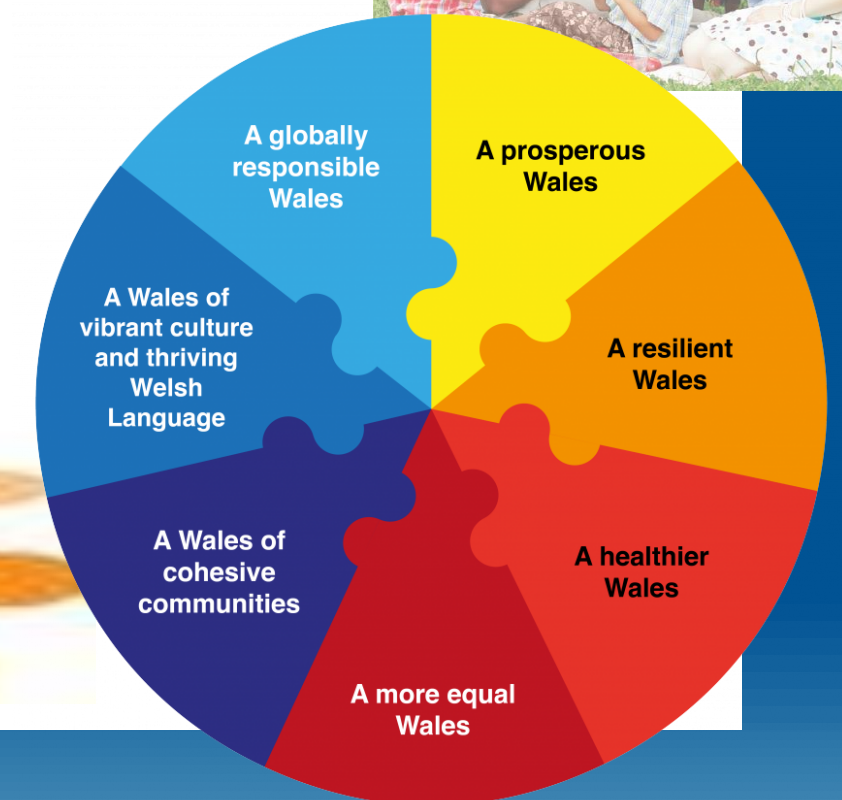 A prosperous
Wales
A resilient
Wales
A healthier
Wales
A more equal
Wales
A Wales of
cohesive
communities
A Wales of
vibrant culture
and thriving
Welsh
Language
A globally
responsible
Wales